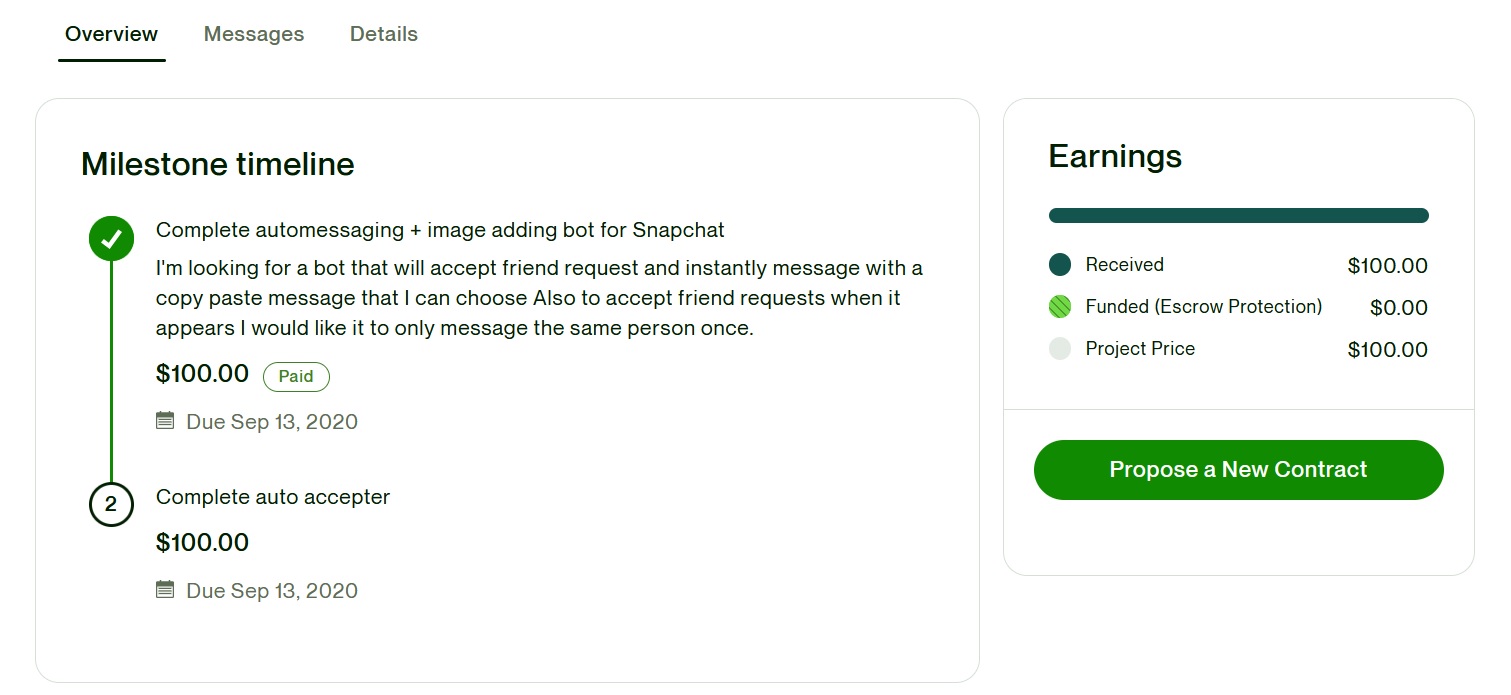 Overview Messages Details
Milestone timeline
Complete automessaging + image adding bot for Snapchat
I'm looking for a bot that will accept friend request and instantly message with a
copy paste message that I can choose Also to accept friend requests when it
appears I would like it to only message the same person once.
$100.00 Paid
Due Sep 13, 2020
2 Complete auto accepter
$100.00
Due Sep 13, 2020
Earnings
Received $100.00
Funded (Escrow Protection) $0.00
Project Price $100.00
Propose a New Contract